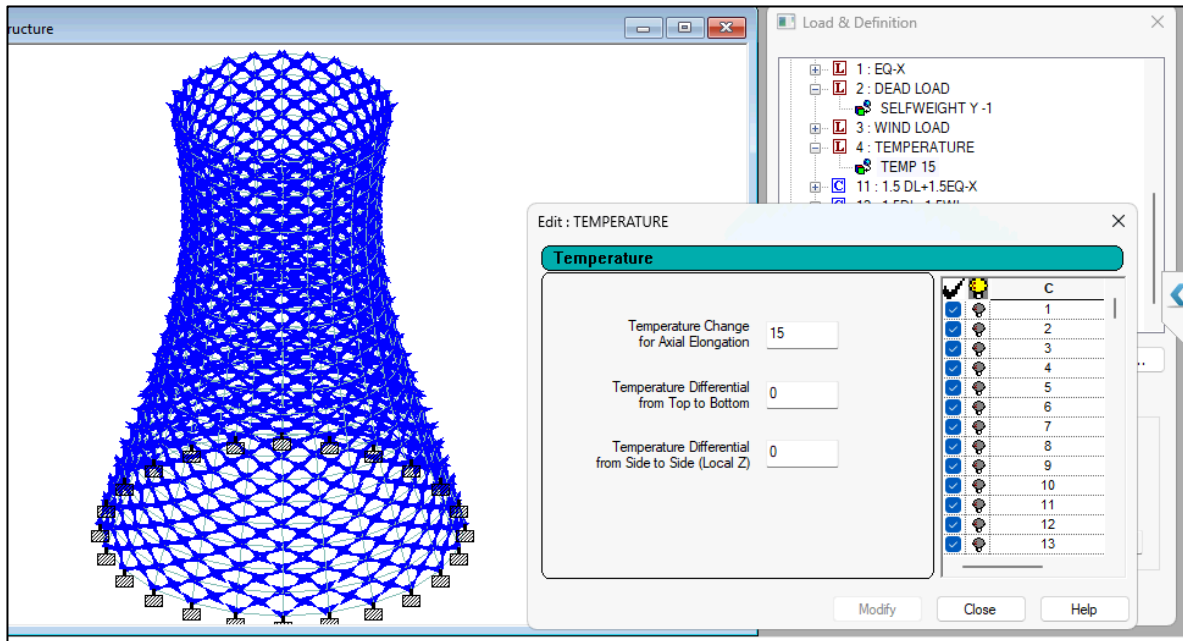 ructure
Load & Definition
L 1 : EQ-X
L 2 : DEAD LOAD
SELFWEIGHT Y -1
L 3 : WIND LOAD
L 4 : TEMPERATURE
TEMP 15
C 11 : 1.5 DL+1.5EQ-X
Edit : TEMPERATURE
Temperature
Temperature Change
for Axial Elongation
15
Temperature Differential
from Top to Bottom
0
Temperature Differential
from Side to Side (Local Z)
0
C
1
2
3
4
5
6
7
8
9
10
11
12
13
..
Modify
Close
Help